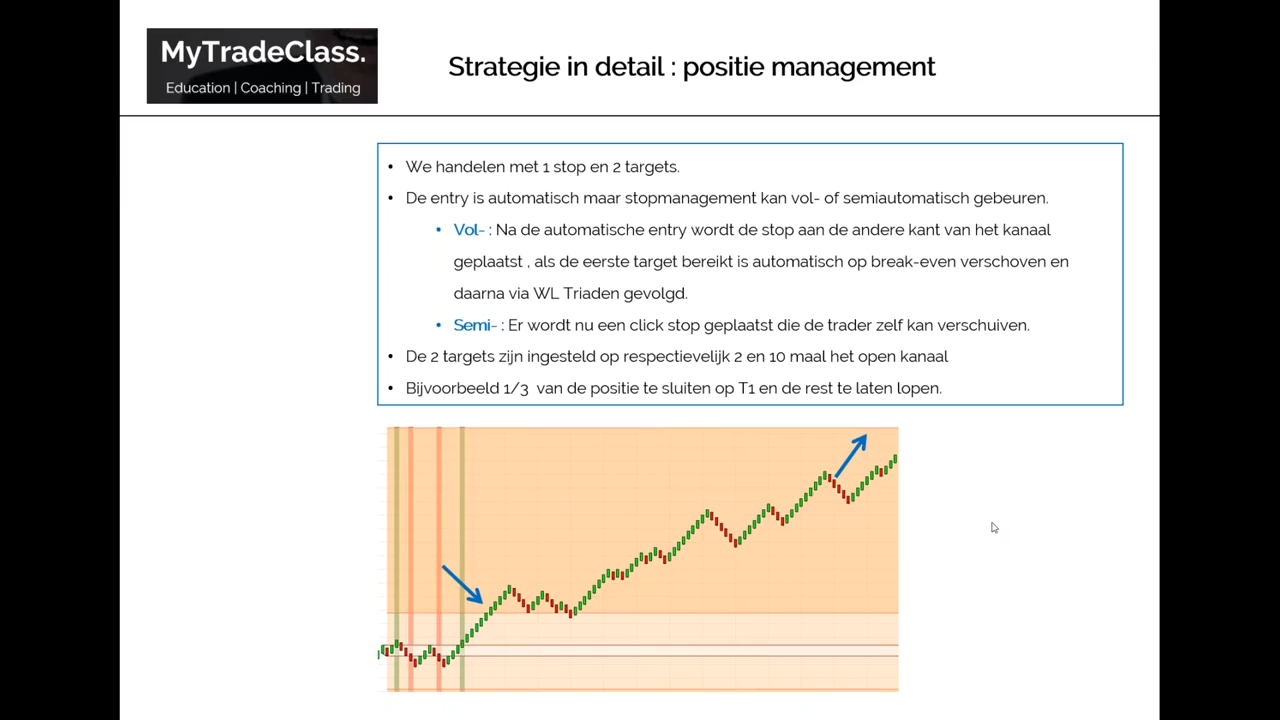 MyTradeClass.
Education | Coaching | Trading
Strategie in detail : positie management
• We handelen met 1 stop en 2 targets.
• De entry is automatisch maar stopmanagement kan vol- of semiautomatisch gebeuren.
• Vol- : Na de automatische entry wordt de stop aan de andere kant van het kanaal
geplaatst , als de eerste target bereikt is automatisch op break-even verschoven en
daarna via WL Triaden gevolgd.
• Semi- : Er wordt nu een click stop geplaatst die de trader zelf kan verschuiven.
• De 2 targets zijn ingesteld op respectievelijk 2 en 10 maal het open kanaal
• Bijvoorbeeld 1/3 van de positie te sluiten op T1 en de rest te laten lopen.